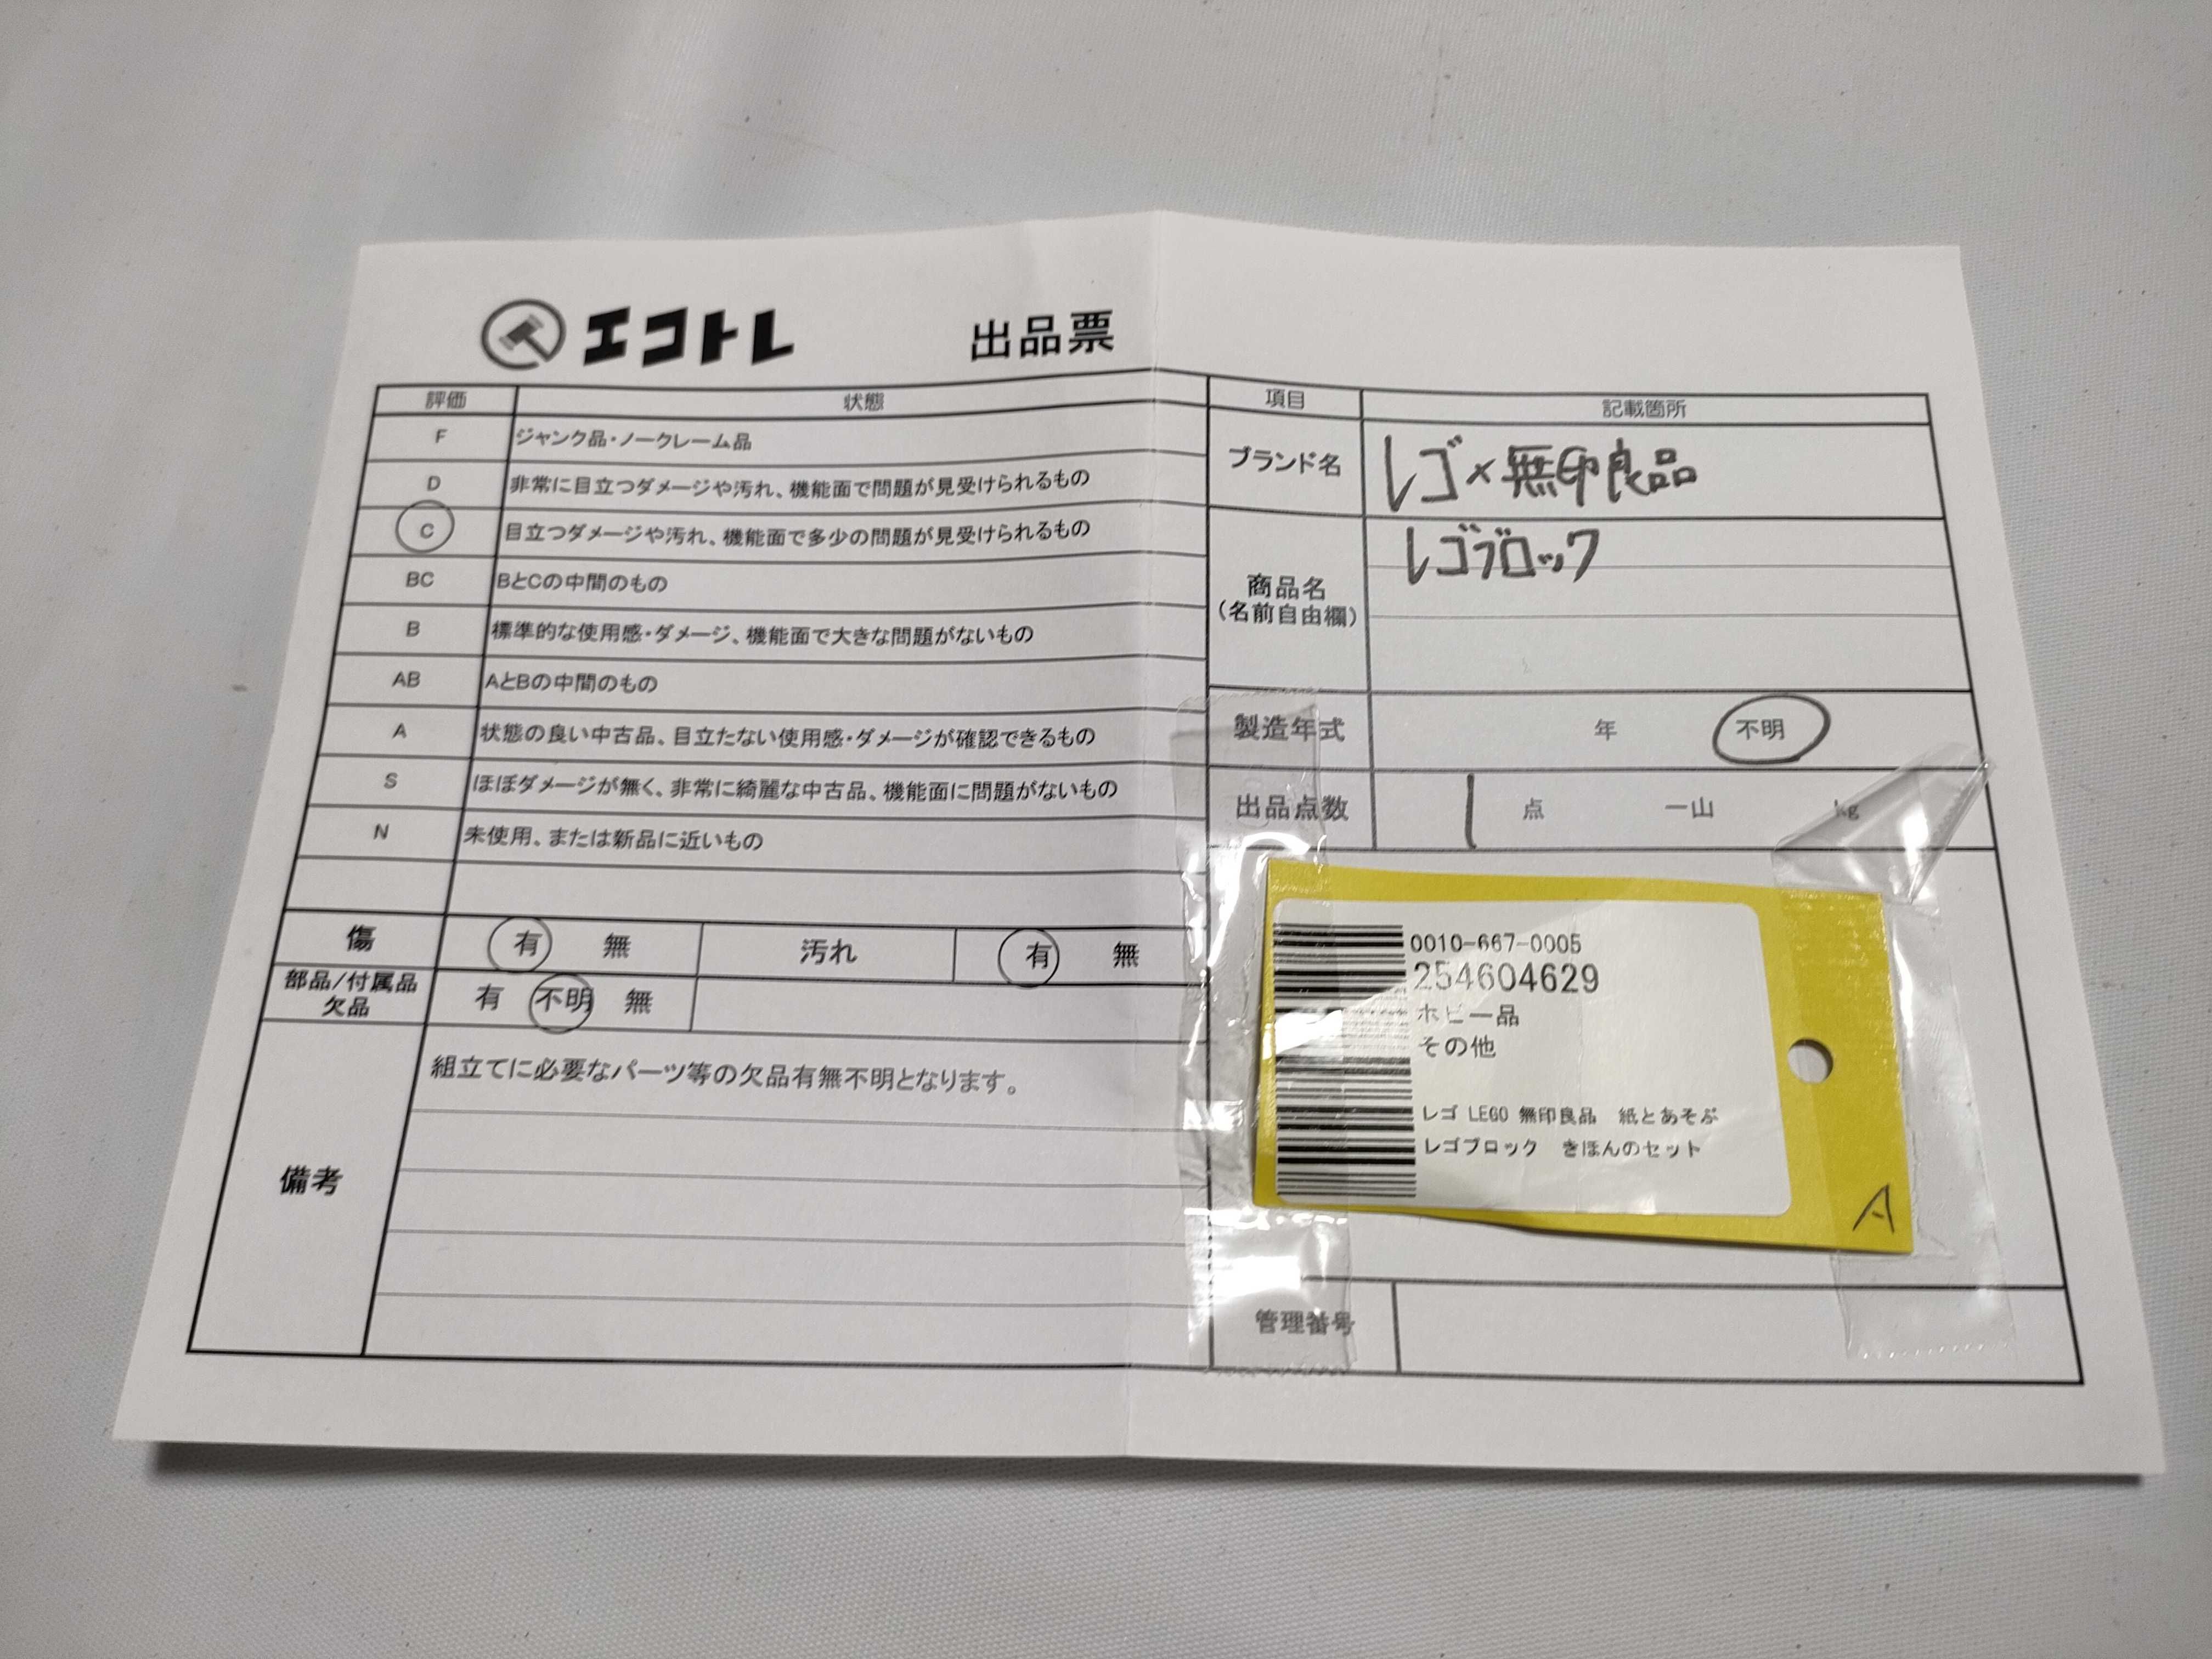 エコトレ 出品票
評価 状態
F ジャンク品・ノークレーム品
D 非常に目立つダメージや汚れ、機能面で問題が見受けられるもの
C 目立つダメージや汚れ、機能面で多少の問題が見受けられるもの
BC BとCの中間のもの
B 標準的な使用感・ダメージ、機能面で大きな問題がないもの
AB AとBの中間のもの
A 状態の良い中古品、目立たない使用感・ダメージが確認できるもの
S ほぼダメージが無く、非常に綺麗な中古品、機能面に問題がないもの
N 未使用、または新品に近いもの
傷 有 無 汚れ 有 無
部品/付属品
欠品 有 不明 無
備考 組立てに必要なパーツ等の欠品有無不明となります。
項目 記載箇所
ブランド名 レゴ×無印良品
商品名
(名前自由欄) レゴブロック
製造年式 年 不明
出品点数 1 点 一山 kg
0010-667-0005
254604629
ホビー品
その他
レゴ LEGO 無印良品 紙とあそぶ
レゴブロック きほんのセット
A
管理番号